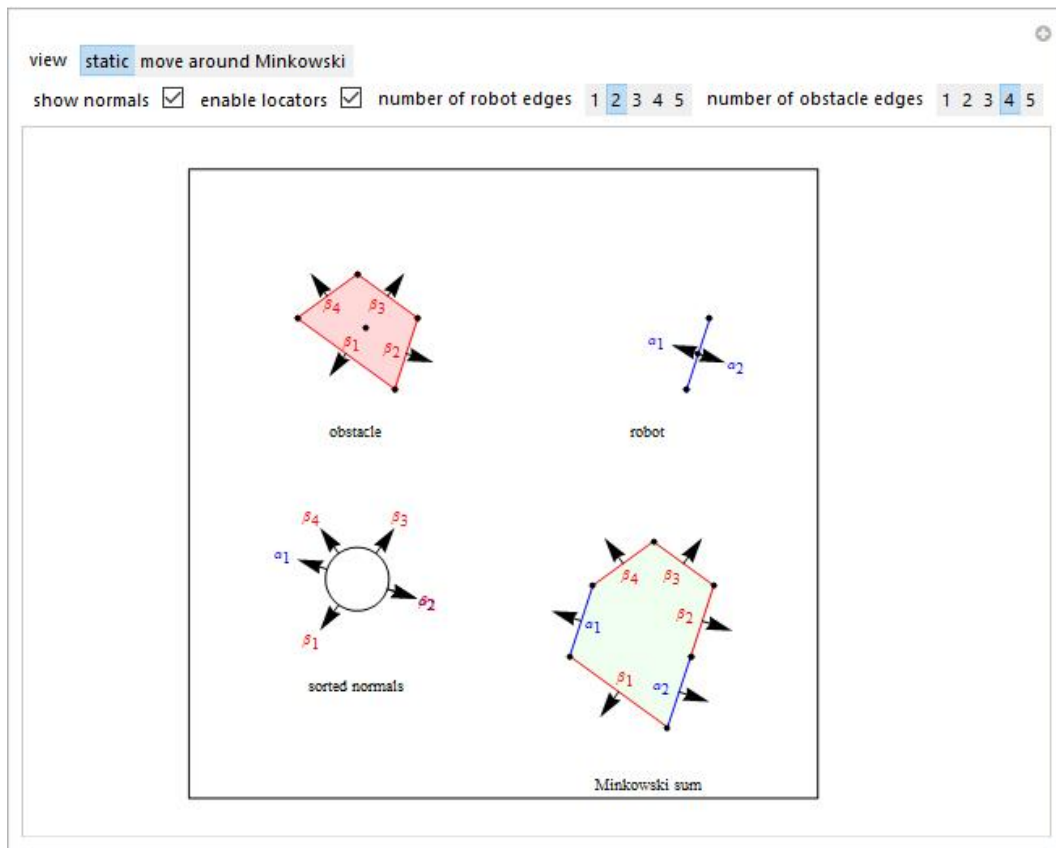 view static move around Minkowski
show normals enable locators number of robot edges 1 2 3 4 5 number of obstacle edges 1 2 3 4 5
β4 β3
β1 β2
α1 α2
obstacle robot
β4 β3
α1
β1
sorted normals
β4 β3
α1 β2
β1 α2
Minkowski sum